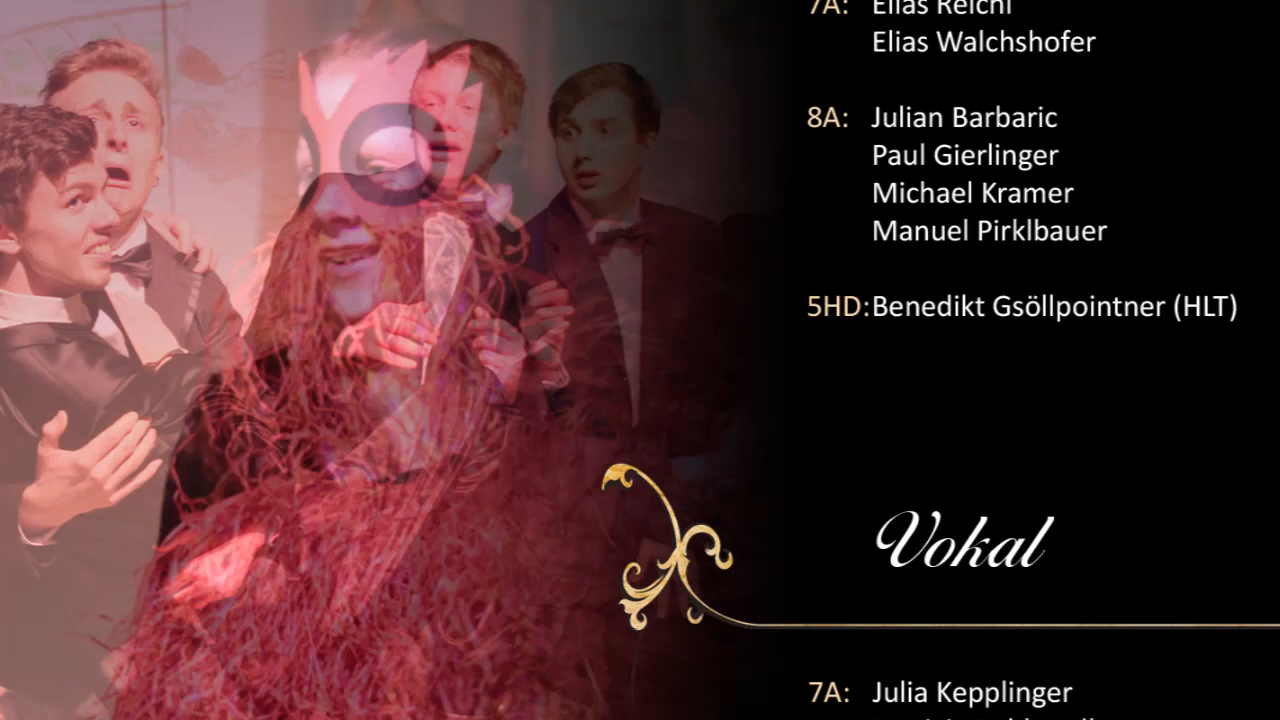 7A: Elias Reichl
Elias Walchshofer
8A: Julian Barbaric
Paul Gierlinger
Michael Kramer
Manuel Pirklbauer
5HD: Benedikt Gsöllpointner (HLT)
Vokal
7A: Julia Kepplinger